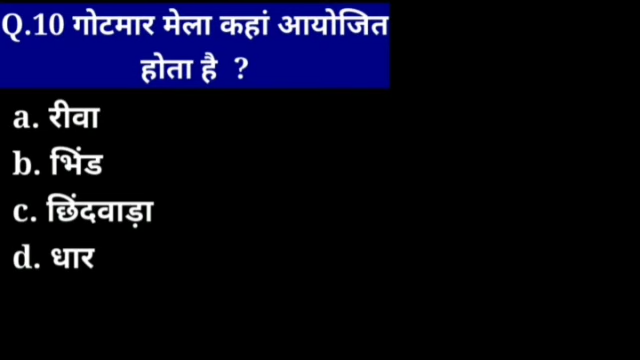 Q.10 गोटमार मेला कहां आयोजित
होता है ?
a. रीवा
b. भिंड
c. छिंदवाड़ा
d. धार